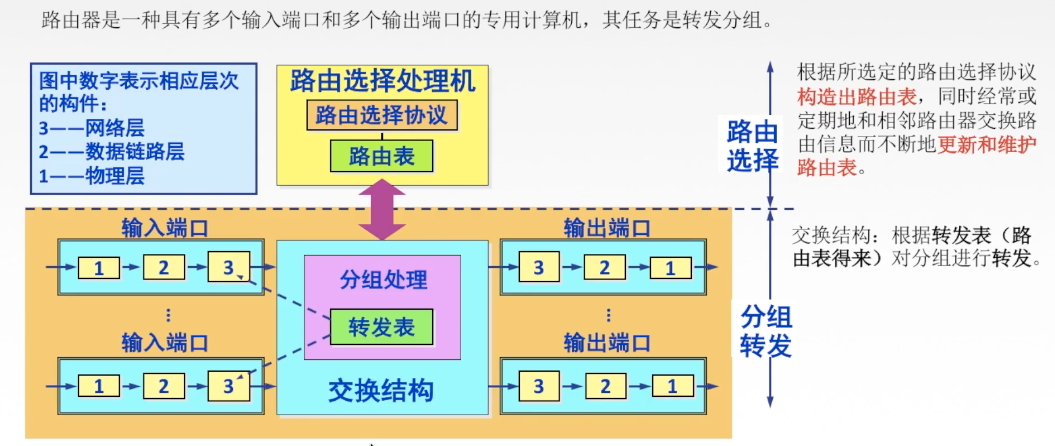 路由器是一种具有多个输入端口和多个输出端口的专用计算机，其任务是转发分组。
图中数字表示相应层次
的构件：
3——网络层
2——数据链路层
1——物理层
路由选择处理机
路由选择协议
路由表
路由
选择
根据所选定的路由选择协议
构造出路由表，同时经常或
定期地和相邻路由器交换路
由信息而不断地更新和维护
路由表。
输入端口
1
2
3
输出端口
3
2
1
分组处理
转发表
交换结构
输入端口
1
2
3
输出端口
3
2
1
分组
转发
交换结构：根据转发表（路
由表得来）对分组进行转发。